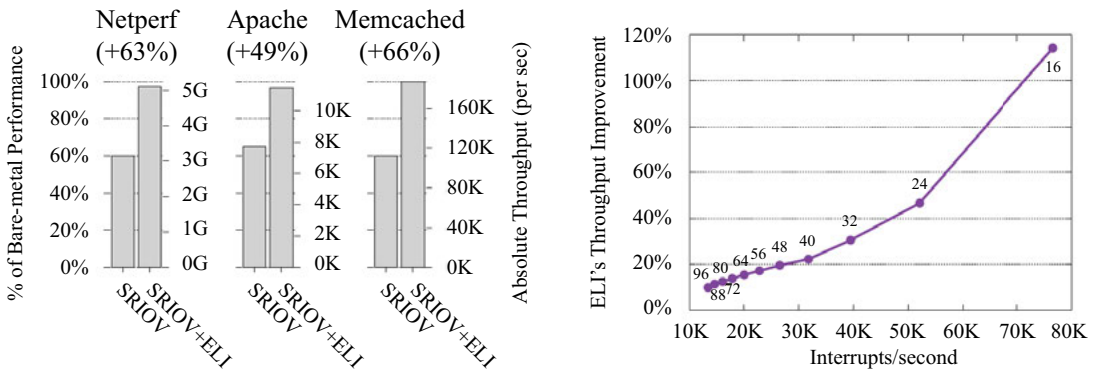 Netperf
(+63%)
Apache
(+49%)
Memcached
(+66%)
% of Bare-metal Performance
100%
80%
60%
40%
20%
0%
5G
4G
3G
2G
1G
0G
10K
8K
6K
4K
2K
0K
160K
120K
80K
40K
0K
Absolute Throughput (per sec)
SRIOV
SRIOV+ELI
SRIOV
SRIOV+ELI
SRIOV
SRIOV+ELI
ELI's Throughput Improvement
120%
100%
80%
60%
40%
20%
0%
96
88
80
72
64
56
48
40
32
24
16
10K 20K 30K 40K 50K 60K 70K 80K
Interrupts/second